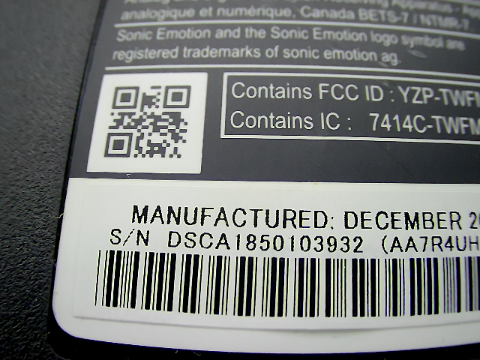 analogique et numérique, Canada BETS-7 / NTMR-7
Sonic Emotion and the Sonic Emotion logo symbol are
registered trademarks of sonic emotion ag.
Contains FCC ID : YZP-TWFM
Contains IC : 7414C-TWFM
MANUFACTURED: DECEMBER 20
S/N DSCA1850103932 (AA7R4UH